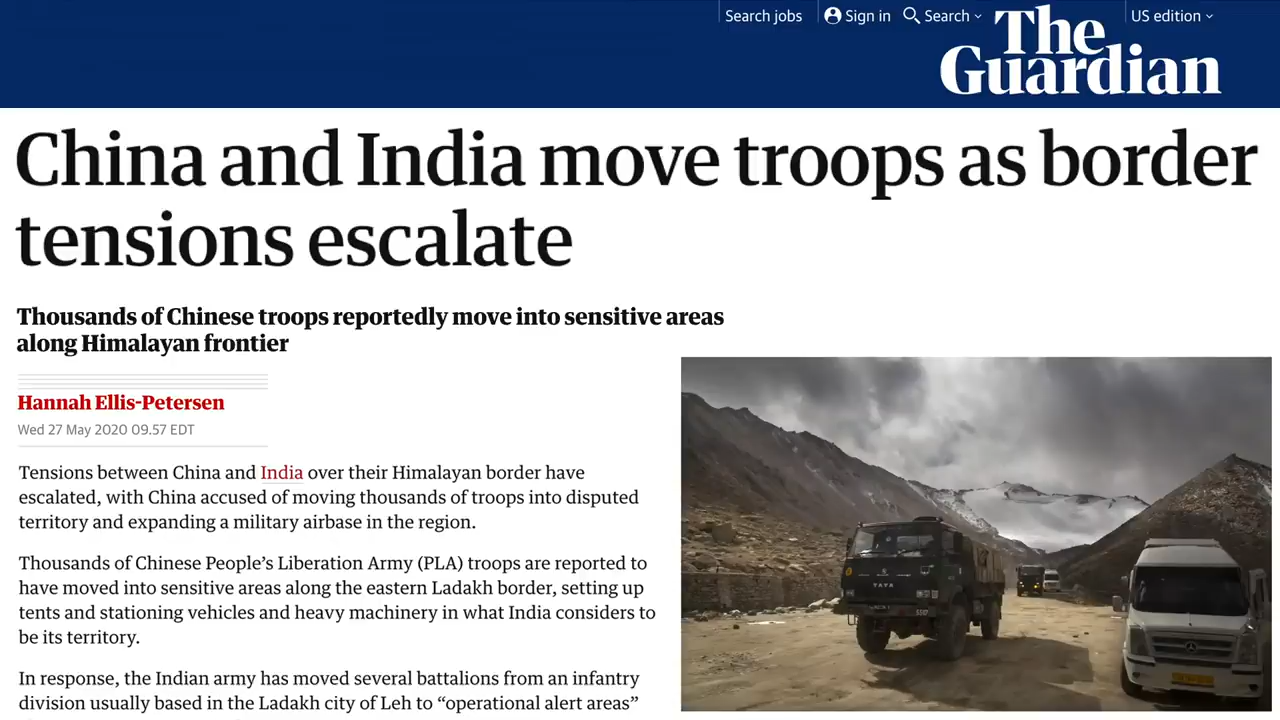 Search jobs
Sign in
Search
US edition
The
Guardian
China and India move troops as border
tensions escalate
Thousands of Chinese troops reportedly move into sensitive areas
along Himalayan frontier
Hannah Ellis-Petersen
Wed 27 May 2020 09.57 EDT
Tensions between China and India over their Himalayan border have
escalated, with China accused of moving thousands of troops into disputed
territory and expanding a military airbase in the region.
Thousands of Chinese People’s Liberation Army (PLA) troops are reported to
have moved into sensitive areas along the eastern Ladakh border, setting up
tents and stationing vehicles and heavy machinery in what India considers to
be its territory.
In response, the Indian army has moved several battalions from an infantry
division usually based in the Ladakh city of Leh to “operational alert areas”
TATA